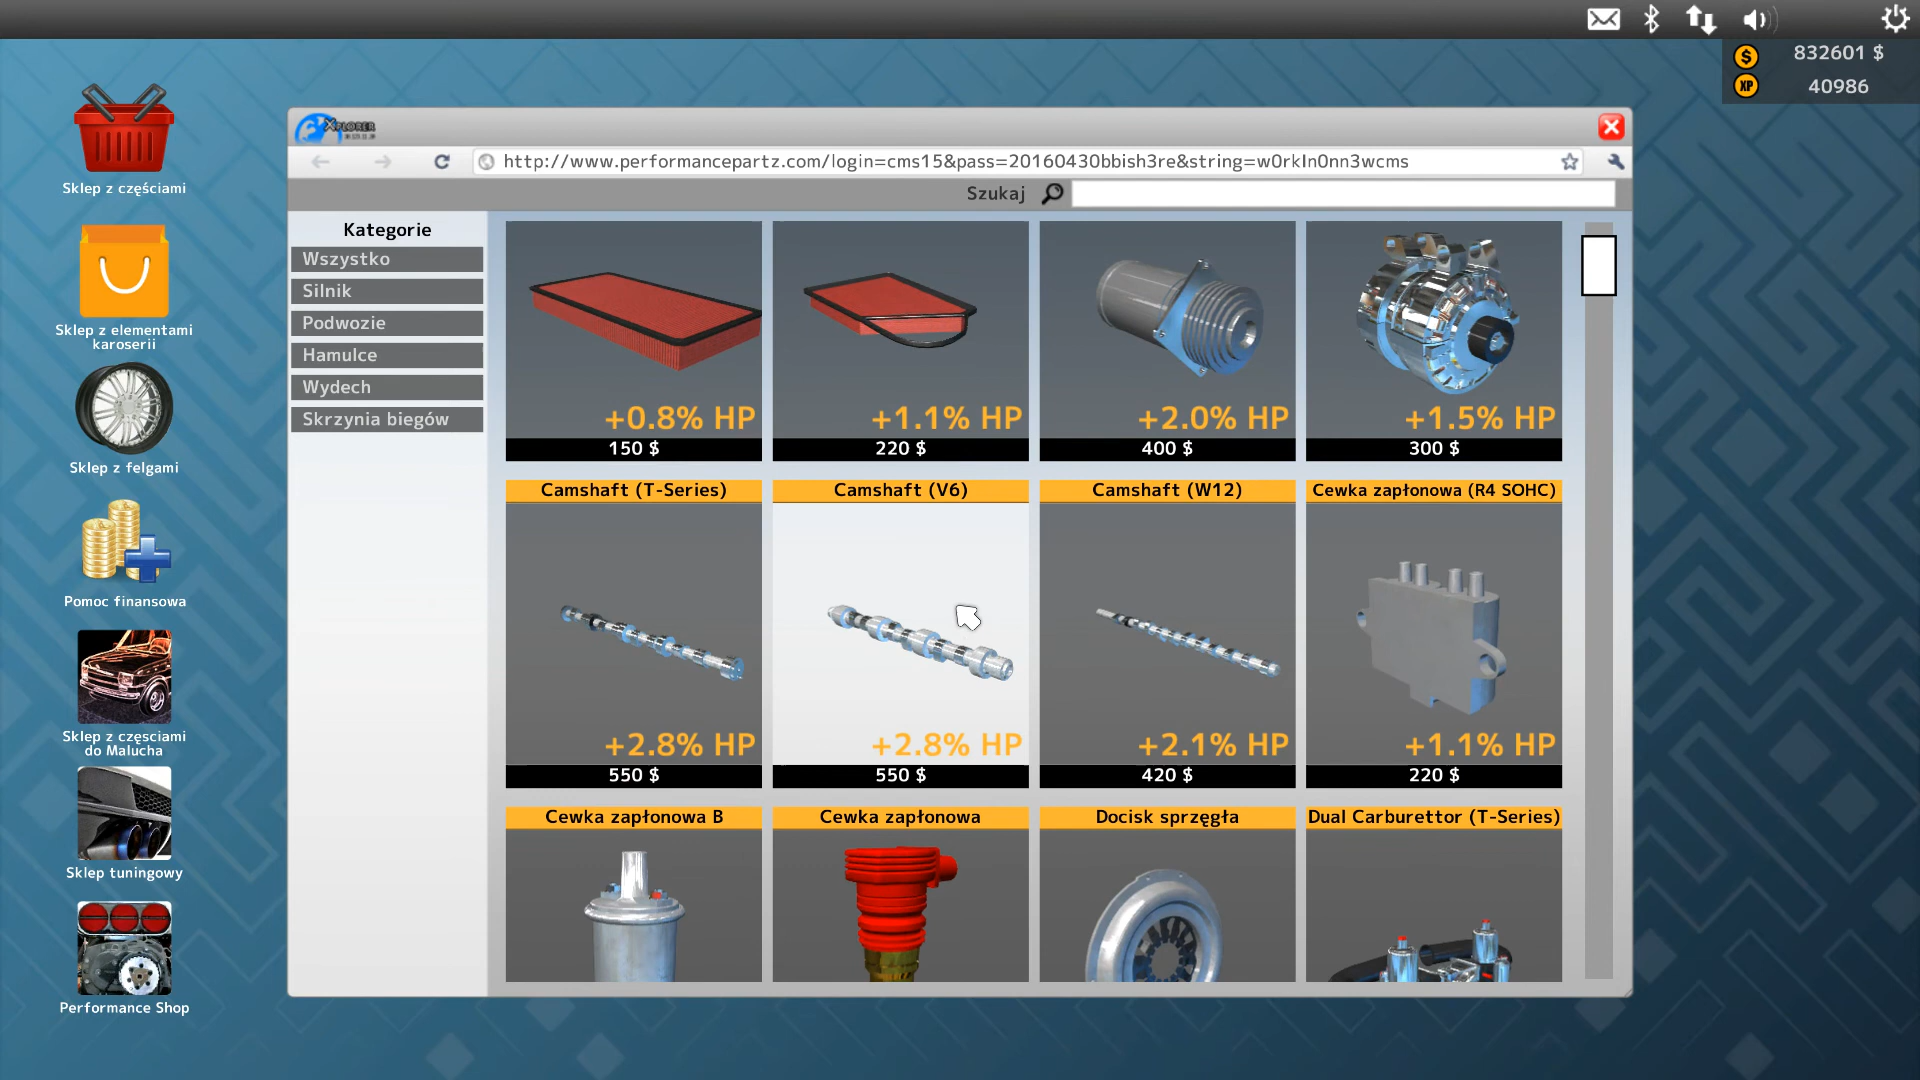 832601 $
XP
40986
XPLORER
http://www.performancepartz.com/login=cms15&pass=20160430bbish3re&string=w0rkIn0nn3wcms
Szukaj
Kategorie
Wszystko
Silnik
Podwozie
Hamulce
Wydech
Skrzynia biegów
+0.8% HP
150 $
+1.1% HP
220 $
+2.0% HP
400 $
+1.5% HP
300 $
Camshaft (T-Series)
+2.8% HP
550 $
Camshaft (V6)
+2.8% HP
550 $
Camshaft (W12)
+2.1% HP
420 $
Cewka zapłonowa (R4 SOHC)
+1.1% HP
220 $
Cewka zapłonowa B
Cewka zapłonowa
Docisk sprzęgła
Dual Carburettor (T-Series)
Sklep z częściami
Sklep z elementami
karoserii
Sklep z felgami
Pomoc finansowa
Sklep z częsciami
do Malucha
Sklep tuningowy
Performance Shop